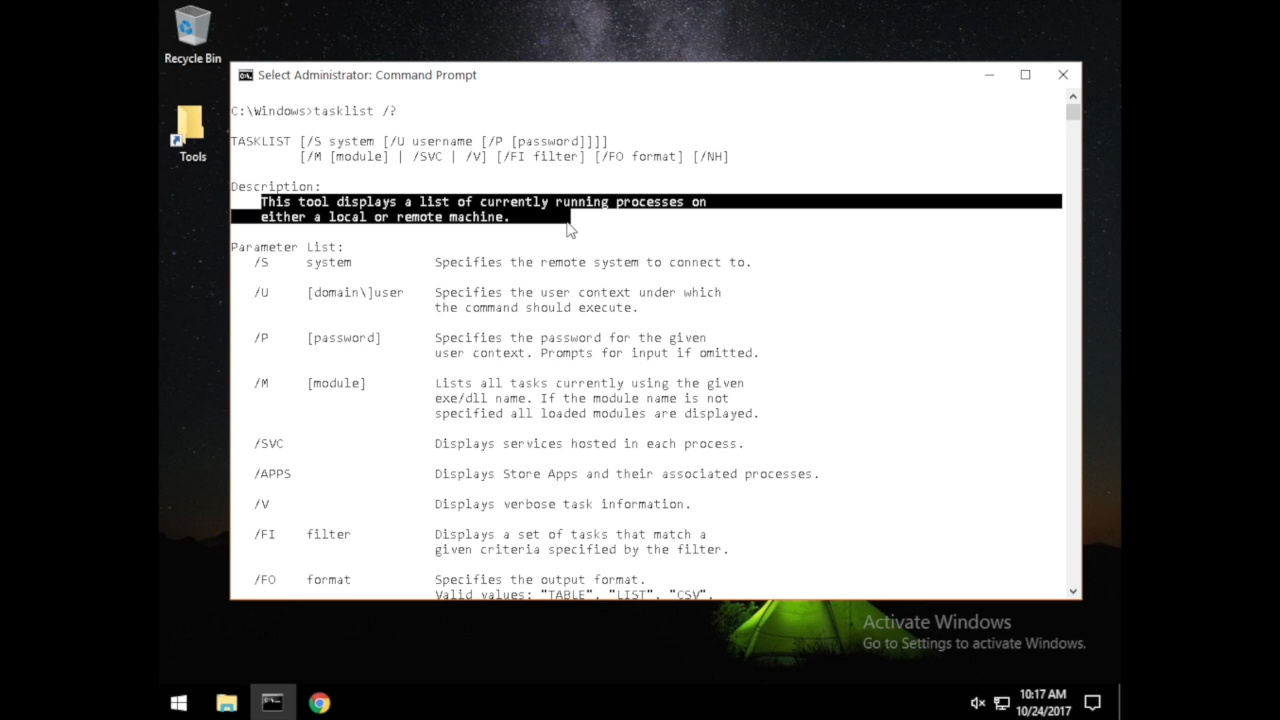 Recycle Bin
Tools
Select Administrator: Command Prompt
C:\Windows>tasklist /?
TASKLIST [/S system [/U username [/P [password]]]]
[/M [module] | /SVC | /V] [/FI filter] [/FO format] [/NH]
Description:
This tool displays a list of currently running processes on
either a local or remote machine.
Parameter List:
/S system Specifies the remote system to connect to.
/U [domain\]user Specifies the user context under which
the command should execute.
/P [password] Specifies the password for the given
user context. Prompts for input if omitted.
/M [module] Lists all tasks currently using the given
exe/dll name. If the module name is not
specified all loaded modules are displayed.
/SVC Displays services hosted in each process.
/APPS Displays Store Apps and their associated processes.
/V Displays verbose task information.
/FI filter Displays a set of tasks that match a
given criteria specified by the filter.
/FO format Specifies the output format.
Valid values: "TABLE", "LIST", "CSV".
Activate Windows
Go to Settings to activate Windows.
10:17 AM
10/24/2017